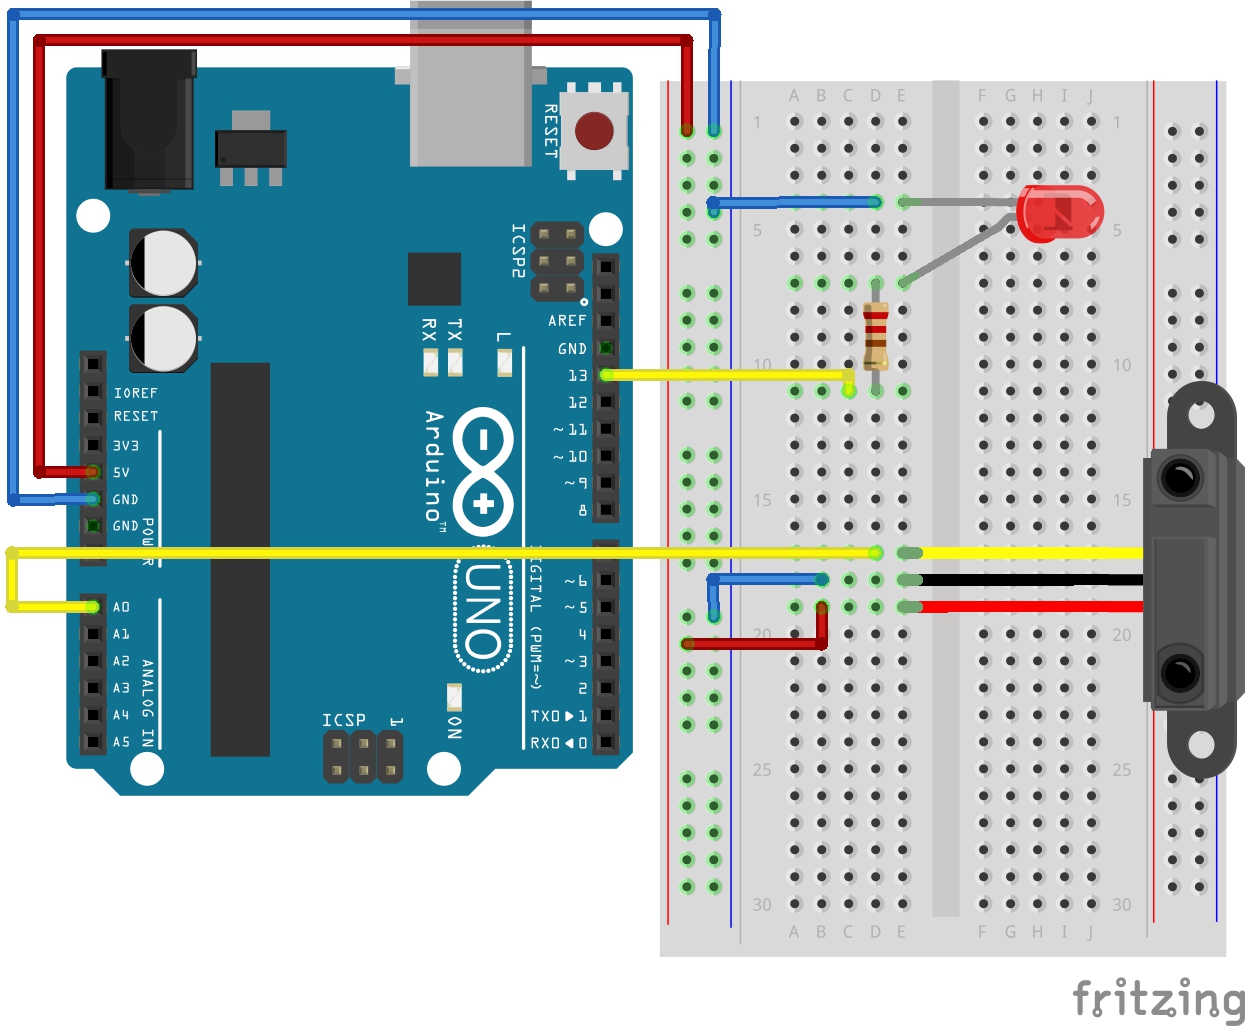 RESET
ICSP2
AREF
GND
13
12
~11
~10
~9
8
~6
~5
4
~3
2
TX0▶1
RX0◀0
DIGITAL (PWM=~)
RX
TX
L
Arduino™
UNO
IOREF
RESET
3V3
5V
GND
GND
POWER
A0
A1
A2
A3
A4
A5
ANALOG IN
ICSP
1
ON
A B C D E F G H I J
1 1
5 5
10 10
15 15
20 20
25 25
30 30
A B C D E F G H I J
fritzing